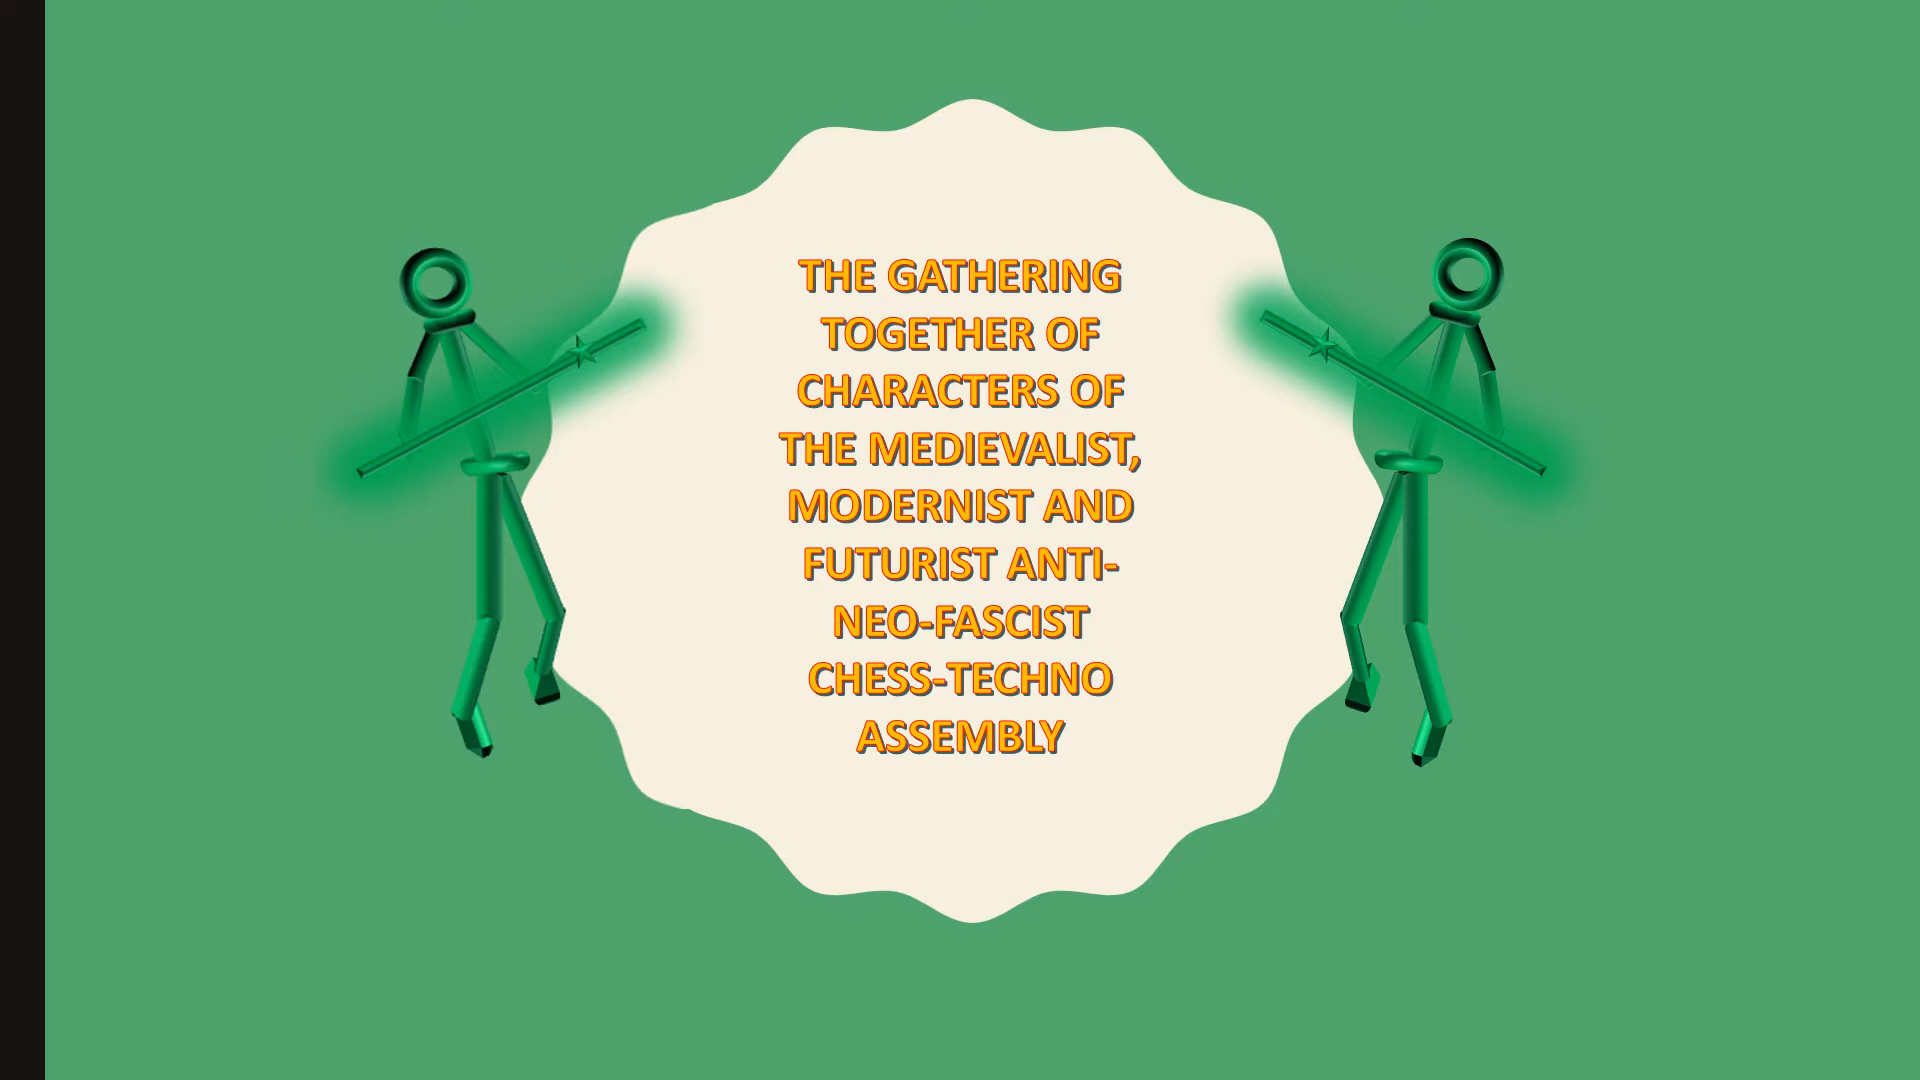 THE GATHERING
TOGETHER OF
CHARACTERS OF
THE MEDIEVALIST,
MODERNIST AND
FUTURIST ANTI-
NEO-FASCIST
CHESS-TECHNO
ASSEMBLY